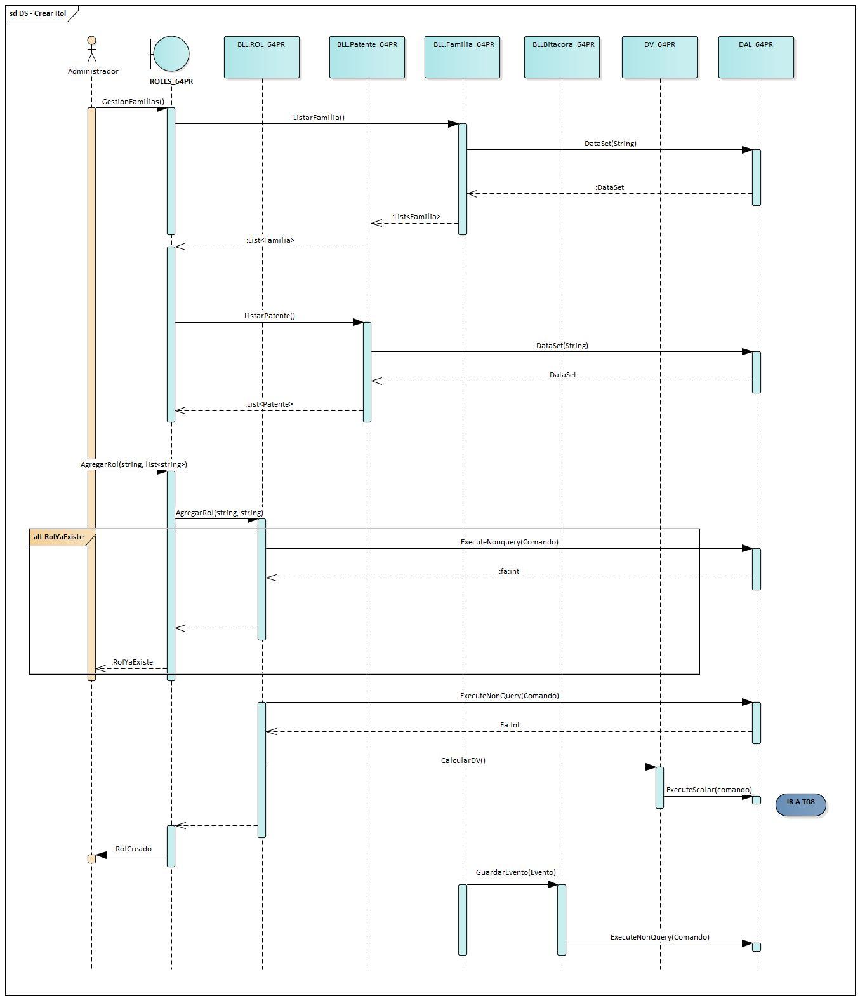 sd DS - Crear Rol
Administrador
ROLES_64PR
BLL.ROL_64PR
BLL.Patente_64PR
BLL.Familia_64PR
BLLBitacora_64PR
DV_64PR
DAL_64PR
GestionFamilias()
ListarFamilia()
DataSet(String)
:DataSet
:List<Familia>
:List<Familia>
ListarPatente()
DataSet(String)
:DataSet
:List<Patente>
AgregarRol(string, list<string>)
AgregarRol(string, string)
alt RolYaExiste
ExecuteNonquery(Comando)
:fa:int
:RolYaExiste
ExecuteNonQuery(Comando)
:Fa:Int
CalcularDV()
ExecuteScalar(comando)
IR A T08
:RolCreado
GuardarEvento(Evento)
ExecuteNonQuery(Comando)